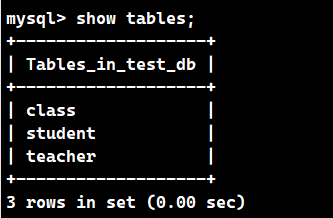 mysql> show tables;
+-------------------+
| Tables_in_test_db |
+-------------------+
| class             |
| student           |
| teacher           |
+-------------------+
3 rows in set (0.00 sec)